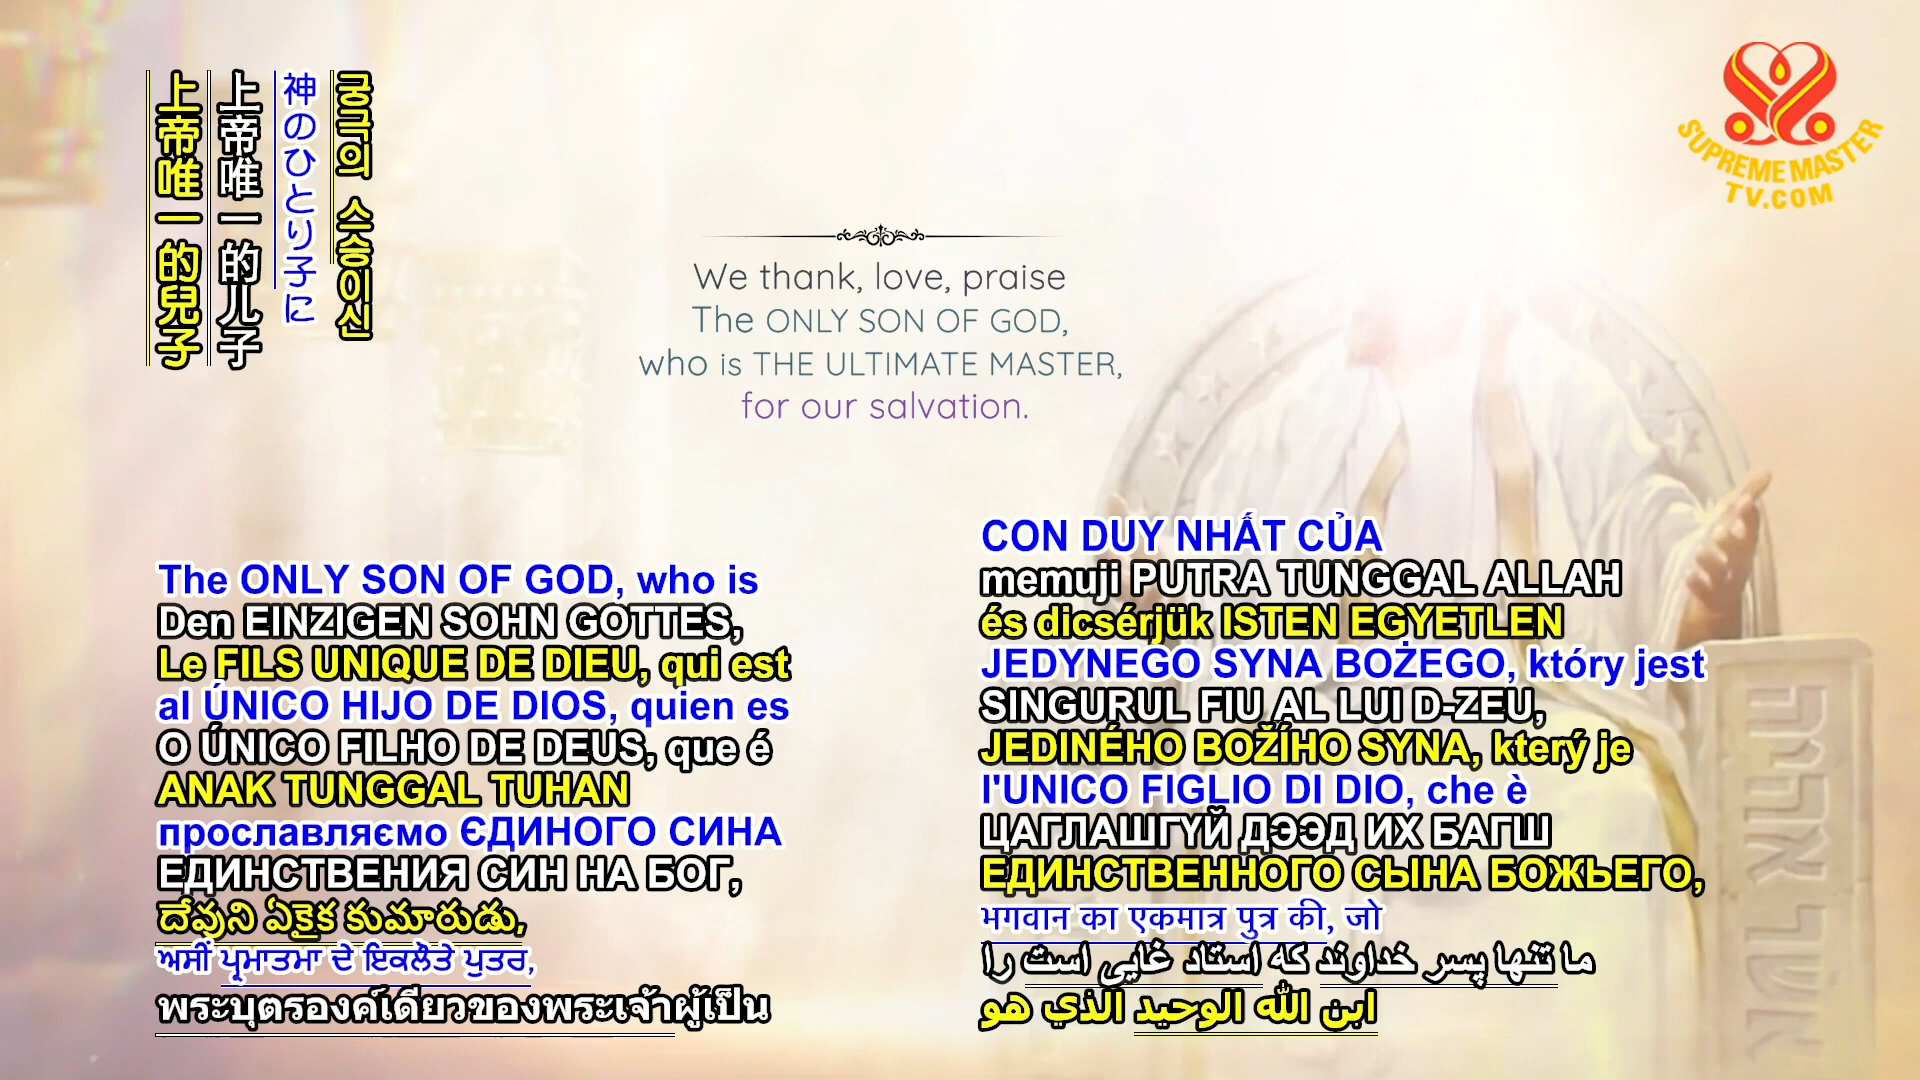 上帝唯一的兒子
上帝唯一的儿子
神のひとり子に
궁극의 스승이신
SUPREME MASTER
TV.COM
We thank, love, praise
The ONLY SON OF GOD,
who is THE ULTIMATE MASTER,
for our salvation.
The ONLY SON OF GOD, who is
Den EINZIGEN SOHN GOTTES,
Le FILS UNIQUE DE DIEU, qui est
al ÚNICO HIJO DE DIOS, quien es
O ÚNICO FILHO DE DEUS, que é
ANAK TUNGGAL TUHAN
прославляємо ЄДИНОГО СИНА
ЕДИНСТВЕНИЯ СИН НА БОГ,
దేవుని ఏకైక కుమారుడు,
ਅਸੀਂ ਪ੍ਰਮਾਤਮਾ ਦੇ ਇਕਲੌਤੇ ਪੁਤਰ,
พระบุตรองค์เดียวของพระเจ้าผู้เป็น
CON DUY NHẤT CỦA
memuji PUTRA TUNGGAL ALLAH
és dicsérjük ISTEN EGYETLEN
JEDYNEGO SYNA BOŻEGO, który jest
SINGURUL FIU AL LUI D-ZEU,
JEDINÉHO BOŽÍHO SYNA, který je
l'UNICO FIGLIO DI DIO, che è
ЦАГЛАШГҮЙ ДЭЭД ИХ БАГШ
ЕДИНСТВЕННОГО СЫНА БОЖЬЕГО,
भगवान का एकमात्र पुत्र की, जो
ما تنها پسر خداوند که استاد غایی است را
ابن الله الوحيد الذي هو
אהיה
אשר א